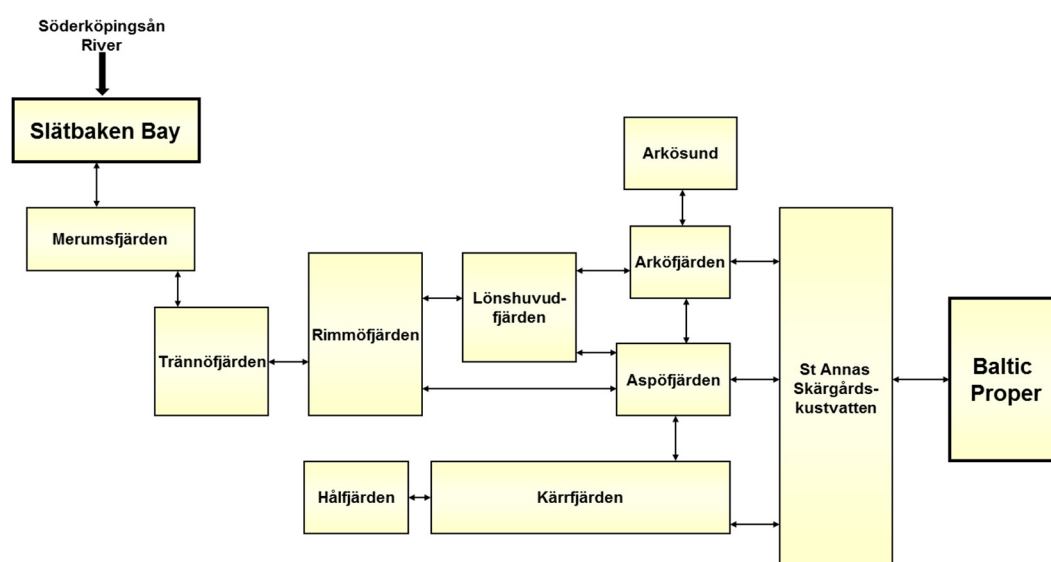 Söderköpingsån
River
Slätbaken Bay
Merumsfjärden
Trännöfjärden
Rimmöfjärden
Lönshuvud-
fjärden
Arkösund
Arköfjärden
Aspöfjärden
Hålfjärden
Kärrfjärden
St Annas
Skärgårds-
kustvatten
Baltic
Proper